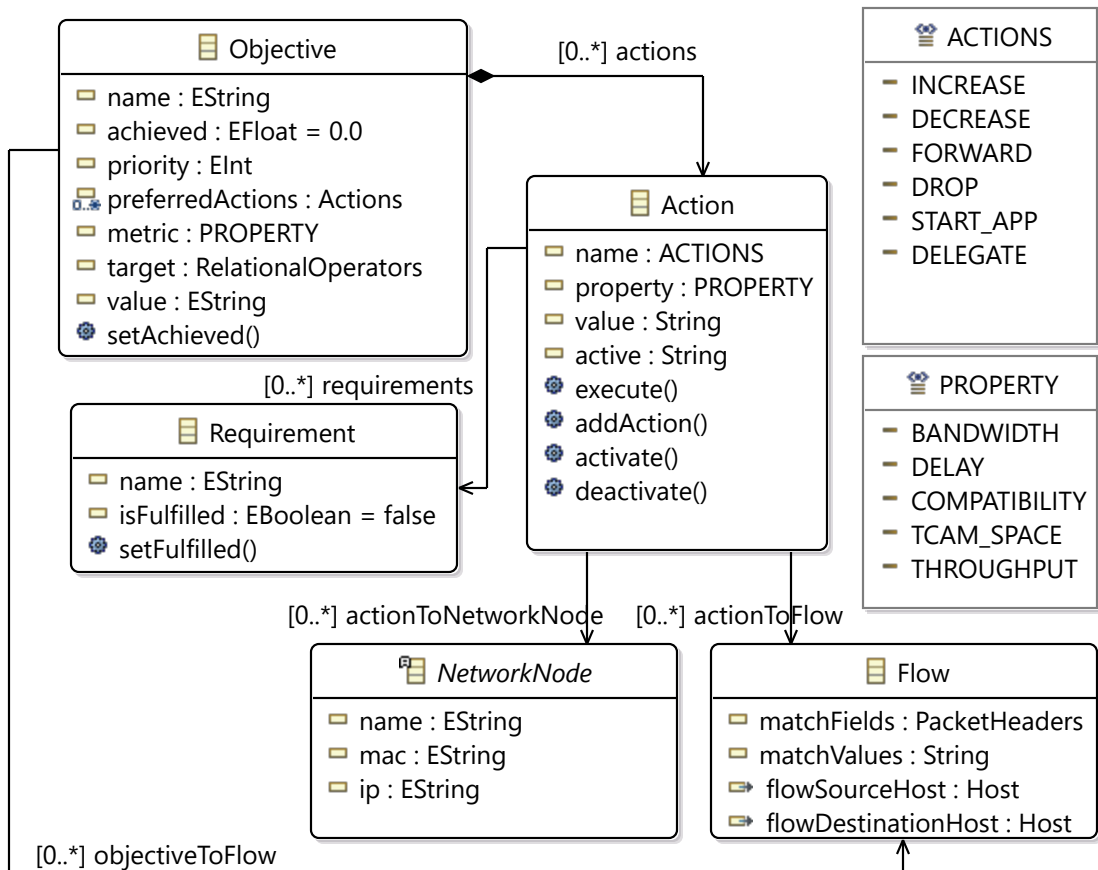 Objective
name : EString
achieved : EFloat = 0.0
priority : EInt
0..*
preferredActions : Actions
metric : PROPERTY
target : RelationalOperators
value : EString
setAchieved()
[0..*] actions
ACTIONS
INCREASE
DECREASE
FORWARD
DROP
START_APP
DELEGATE
Action
name : ACTIONS
property : PROPERTY
value : String
active : String
execute()
addAction()
activate()
deactivate()
[0..*] requirements
Requirement
name : EString
isFulfilled : EBoolean = false
setFulfilled()
PROPERTY
BANDWIDTH
DELAY
COMPATIBILITY
TCAM_SPACE
THROUGHPUT
[0..*] actionToNetworkNode
[0..*] actionToFlow
NetworkNode
name : EString
mac : EString
ip : EString
Flow
matchFields : PacketHeaders
matchValues : String
flowSourceHost : Host
flowDestinationHost : Host
[0..*] objectiveToFlow